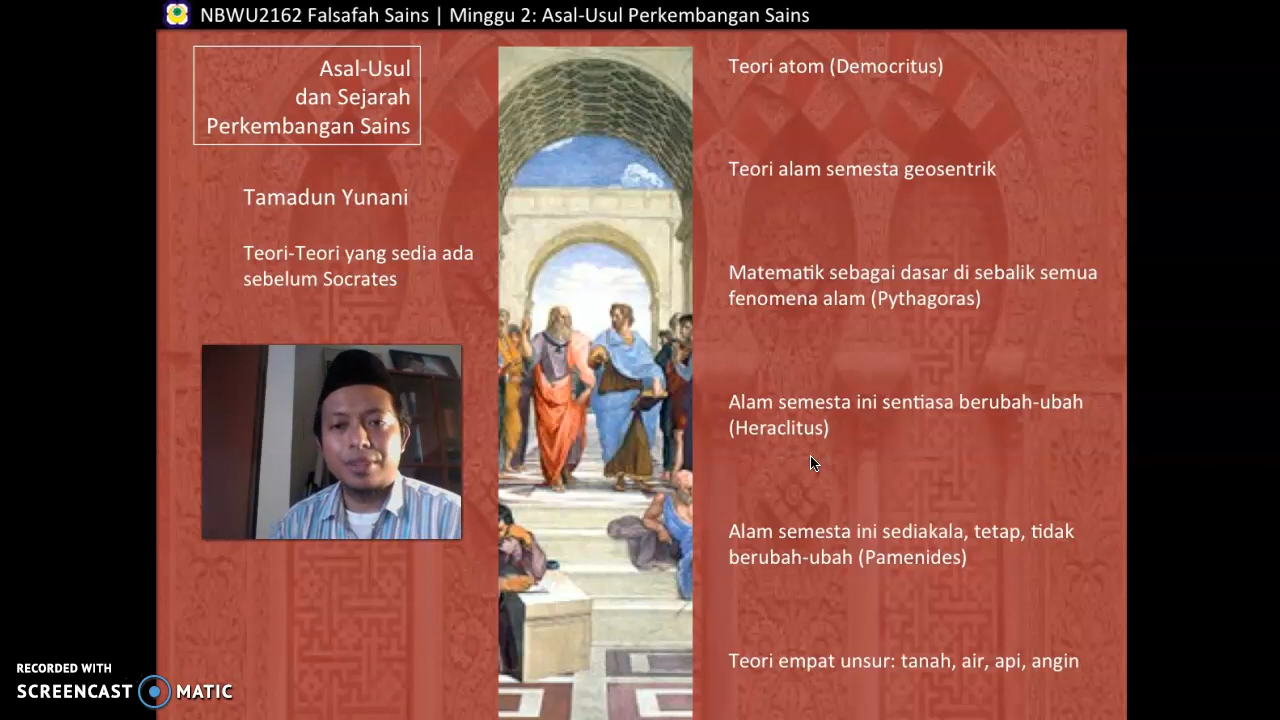 NBWU2162 Falsafah Sains | Minggu 2: Asal-Usul Perkembangan Sains
Asal-Usul
dan Sejarah
Perkembangan Sains
Tamadun Yunani
Teori-Teori yang sedia ada
sebelum Socrates
Teori atom (Democritus)
Teori alam semesta geosentrik
Matematik sebagai dasar di sebalik semua
fenomena alam (Pythagoras)
Alam semesta ini sentiasa berubah-ubah
(Heraclitus)
Alam semesta ini sediakala, tetap, tidak
berubah-ubah (Pamenides)
Teori empat unsur: tanah, air, api, angin
RECORDED WITH
SCREENCAST MATIC